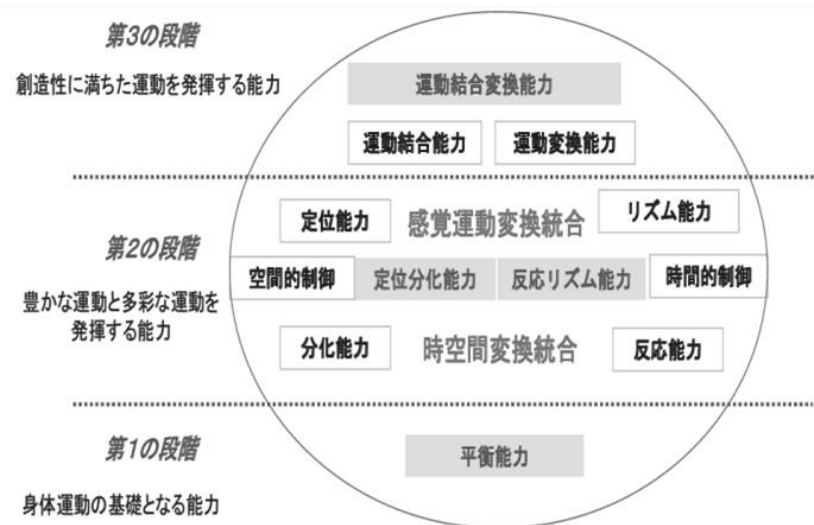 第3の段階
創造性に満ちた運動を発揮する能力
運動結合変換能力
運動結合能力
運動変換能力
第2の段階
豊かな運動と多彩な運動を
発揮する能力
定位能力
感覚運動変換統合
リズム能力
空間的制御
定位分化能力
反応リズム能力
時間的制御
分化能力
時空間変換統合
反応能力
第1の段階
身体運動の基礎となる能力
平衡能力